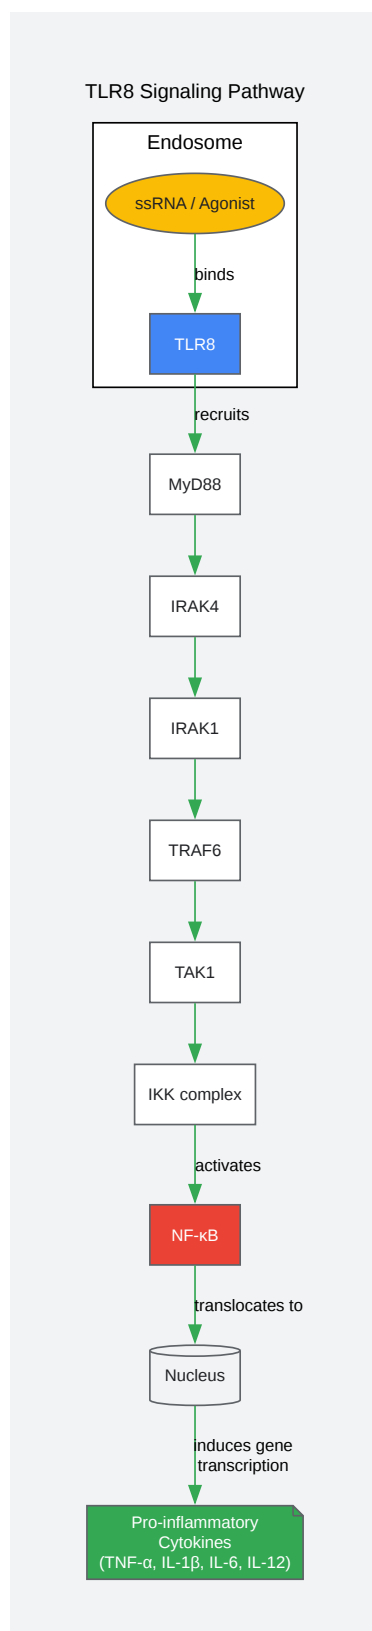 TLR8 Signaling Pathway
Endosome
ssRNA / Agonist
binds
TLR8
recruits
MyD88
IRAK4
IRAK1
TRAF6
TAK1
IKK complex
activates
NF-κB
translocates to
Nucleus
induces gene
transcription
Pro-inflammatory
Cytokines
(TNF-α, IL-1β, IL-6, IL-12)